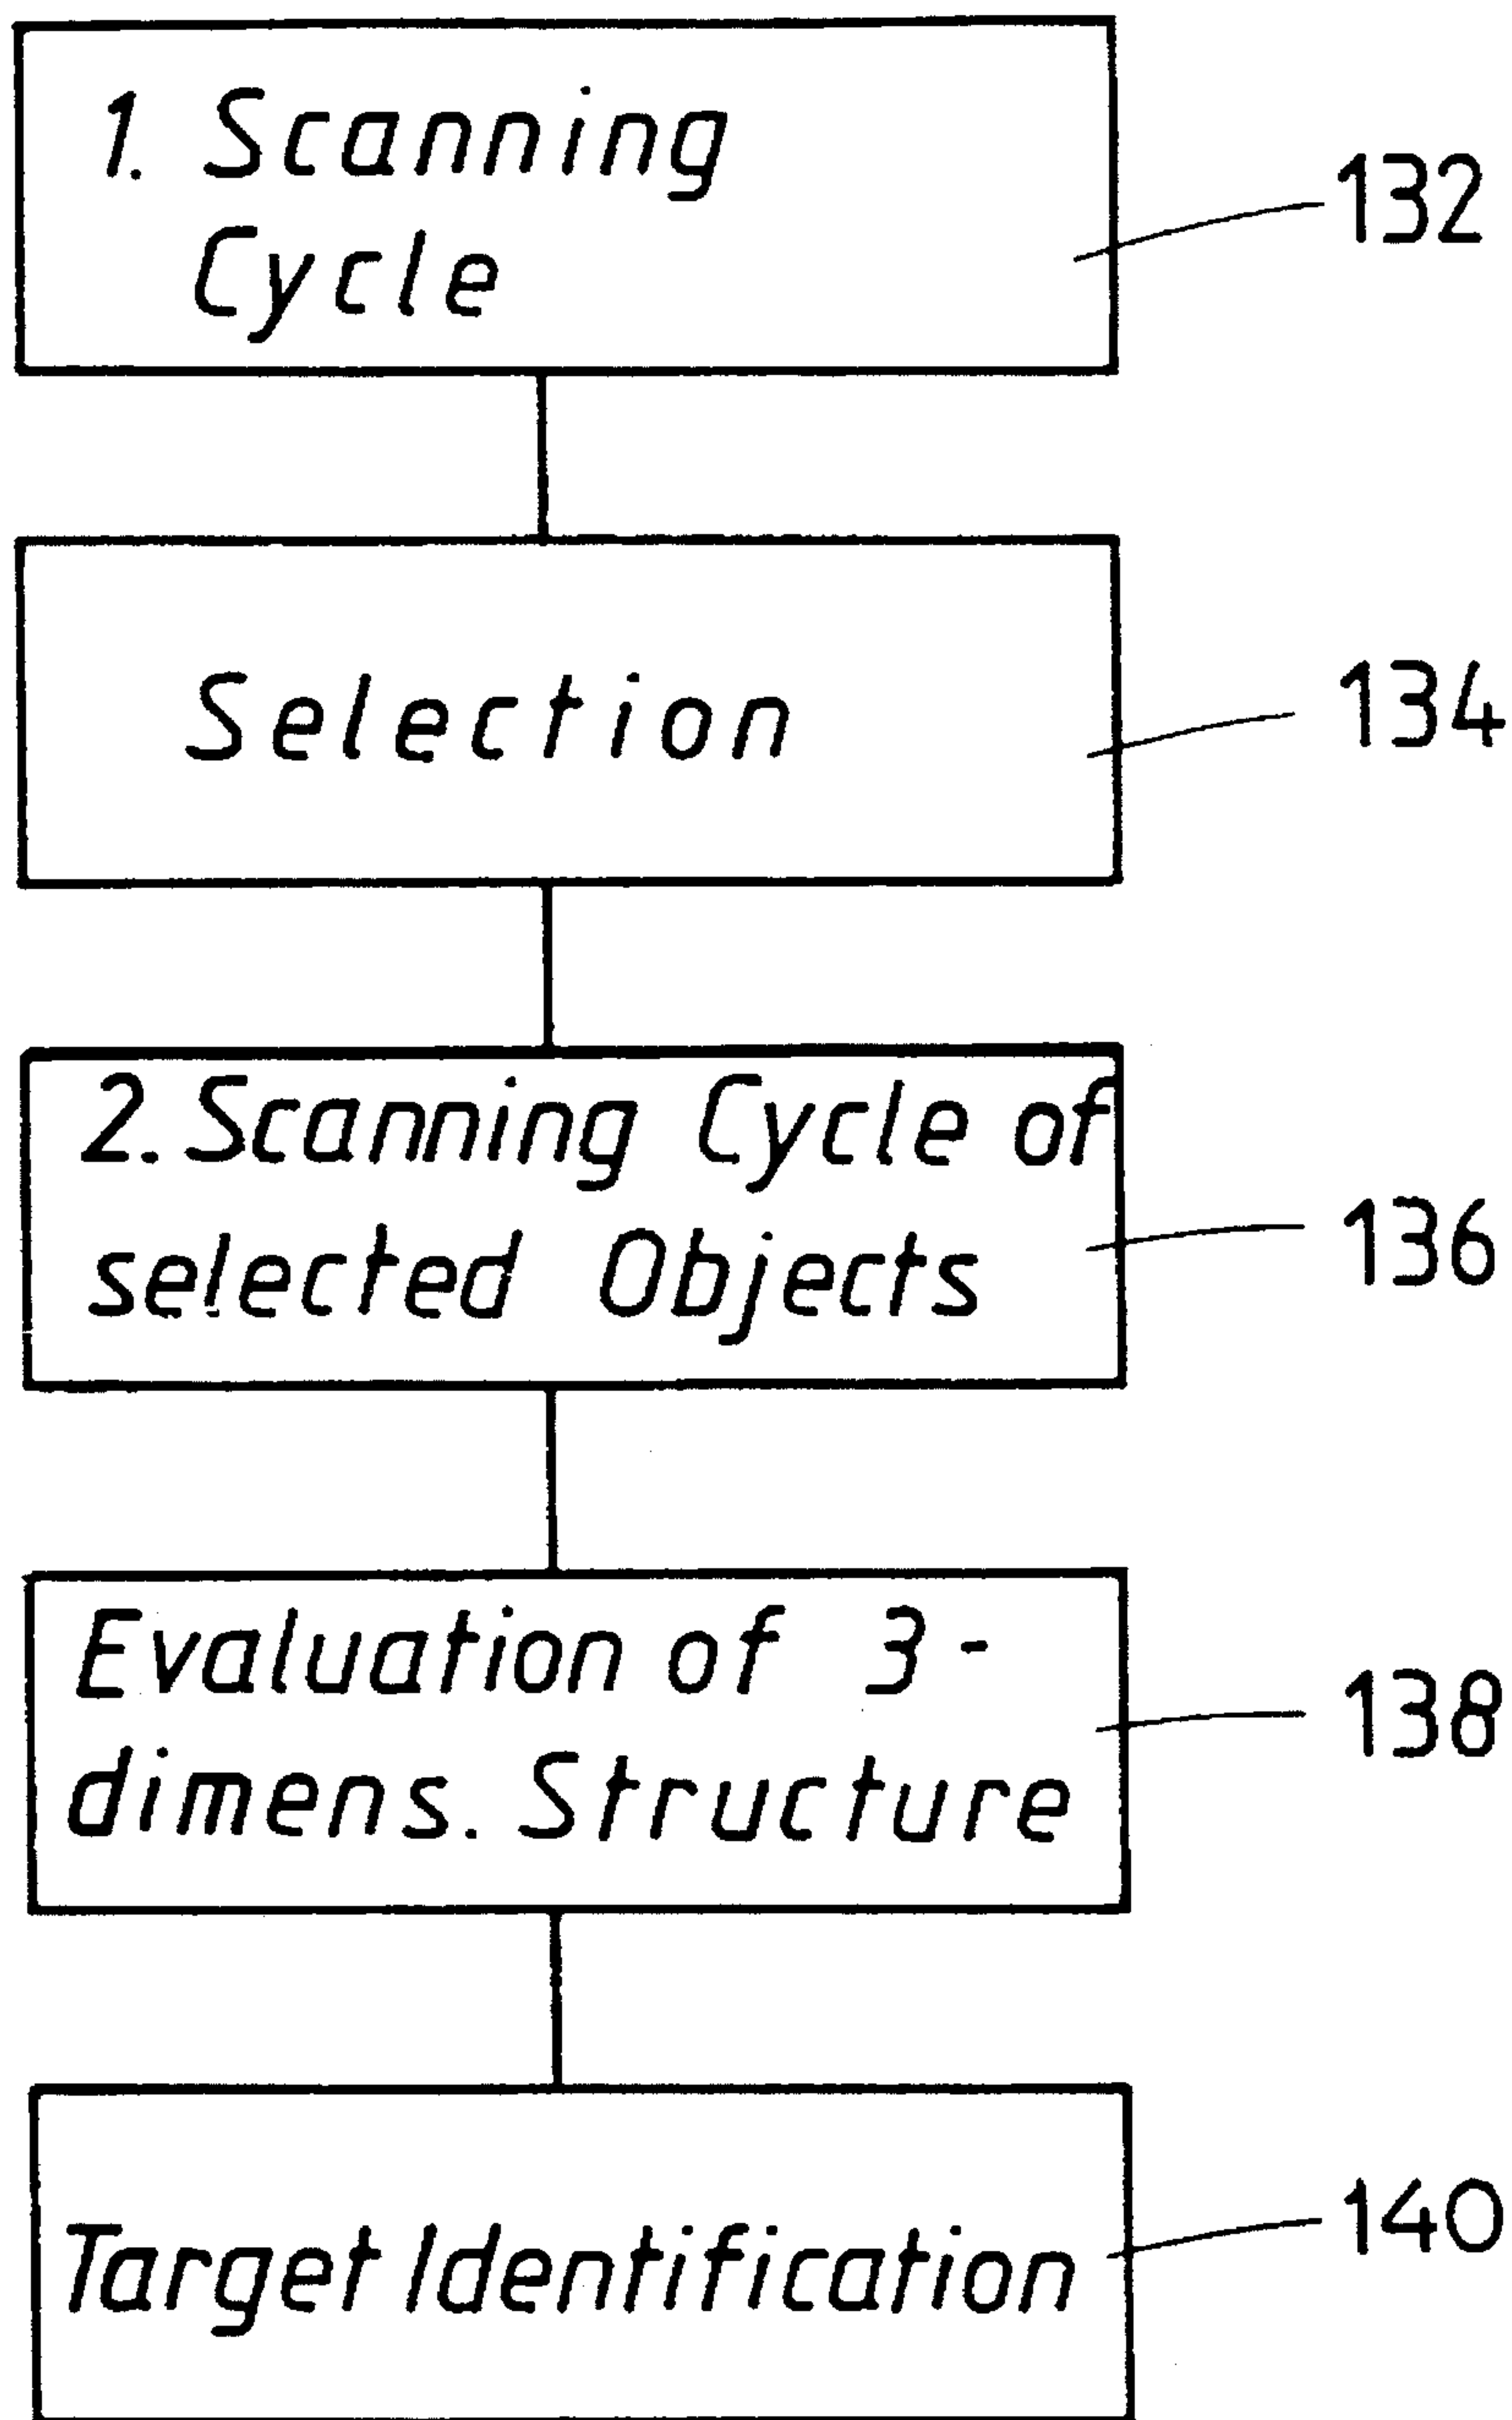 1. Scanning
Cycle
132
Selection
134
2. Scanning Cycle of
selected Objects
136
Evaluation of 3-
dimens. Structure
138
Target Identification
140